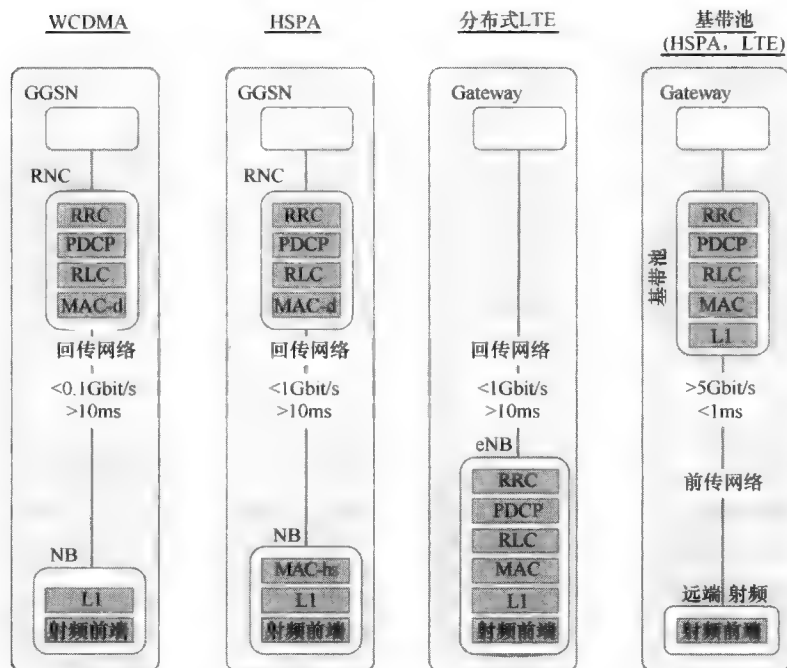 WCDMA
GGSN
RNC
RRC
PDCP
RLC
MAC-d
回传网络
<0.1Gbit/s
>10ms
NB
L1
射频前端
HSPA
GGSN
RNC
RRC
PDCP
RLC
MAC-d
回传网络
<1Gbit/s
>10ms
NB
MAC-hs
L1
射频前端
分布式LTE
Gateway
回传网络
<1Gbit/s
>10ms
eNB
RRC
PDCP
RLC
MAC
L1
射频前端
基带池
(HSPA，LTE)
Gateway
基带池
RRC
PDCP
RLC
MAC
L1
>5Gbit/s
<1ms
前传网络
远端 射频
射频前端